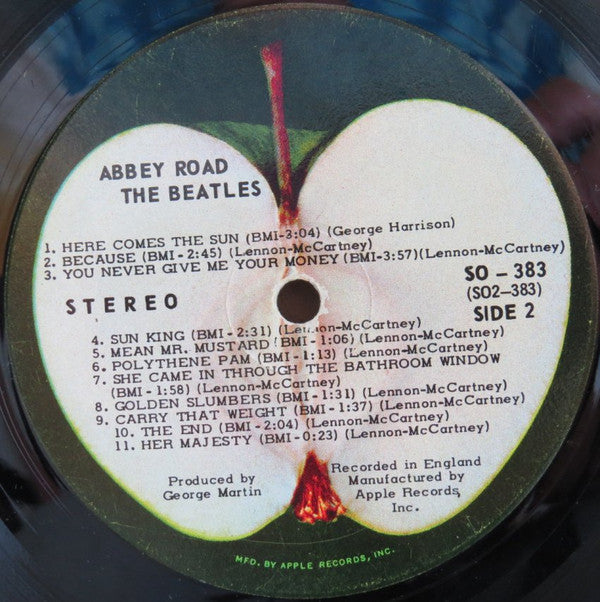 ABBEY ROAD
THE BEATLES
1. HERE COMES THE SUN (BMI-3:04) (George Harrison)
2. BECAUSE (BMI - 2:45) (Lennon-McCartney)
3. YOU NEVER GIVE ME YOUR MONEY (BMI-3:57)(Lennon-McCartney)
STEREO
SO – 383
(SO2–383)
SIDE 2
4. SUN KING (BMI - 2:31) (Lennon-McCartney)
5. MEAN MR. MUSTARD (BMI - 1:06) (Lennon-McCartney)
6. POLYTHENE PAM (BMI - 1:13) (Lennon-McCartney)
7. SHE CAME IN THROUGH THE BATHROOM WINDOW
(BMI - 1:58) (Lennon-McCartney)
8. GOLDEN SLUMBERS (BMI - 1:31) (Lennon-McCartney)
9. CARRY THAT WEIGHT (BMI - 1:37) (Lennon-McCartney)
10. THE END (BMI - 2:04) (Lennon-McCartney)
11. HER MAJESTY (BMI - 0:23) (Lennon-McCartney)
Produced by
George Martin
Recorded in England
Manufactured by
Apple Records,
Inc.
MFD. BY APPLE RECORDS, INC.